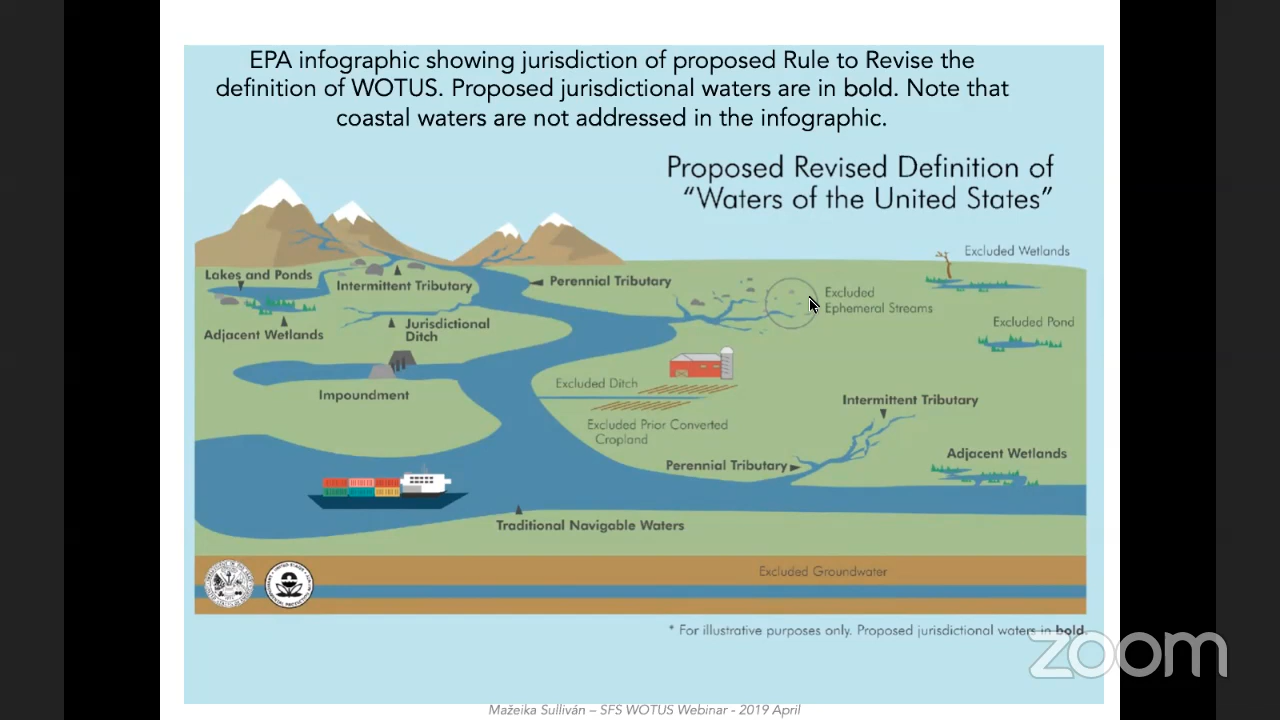 EPA infographic showing jurisdiction of proposed Rule to Revise the
definition of WOTUS. Proposed jurisdictional waters are in bold. Note that
coastal waters are not addressed in the infographic.
Proposed Revised Definition of
“Waters of the United States”
Excluded Wetlands
Lakes and Ponds
Intermittent Tributary
Perennial Tributary
Excluded
Ephemeral Streams
Adjacent Wetlands
Jurisdictional
Ditch
Excluded Pond
Impoundment
Excluded Ditch
Intermittent Tributary
Excluded Prior Converted
Cropland
Perennial Tributary
Adjacent Wetlands
Traditional Navigable Waters
Excluded Groundwater
* For illustrative purposes only. Proposed jurisdictional waters in bold.
zoom
Mažeika Sulliván – SFS WOTUS Webinar - 2019 April